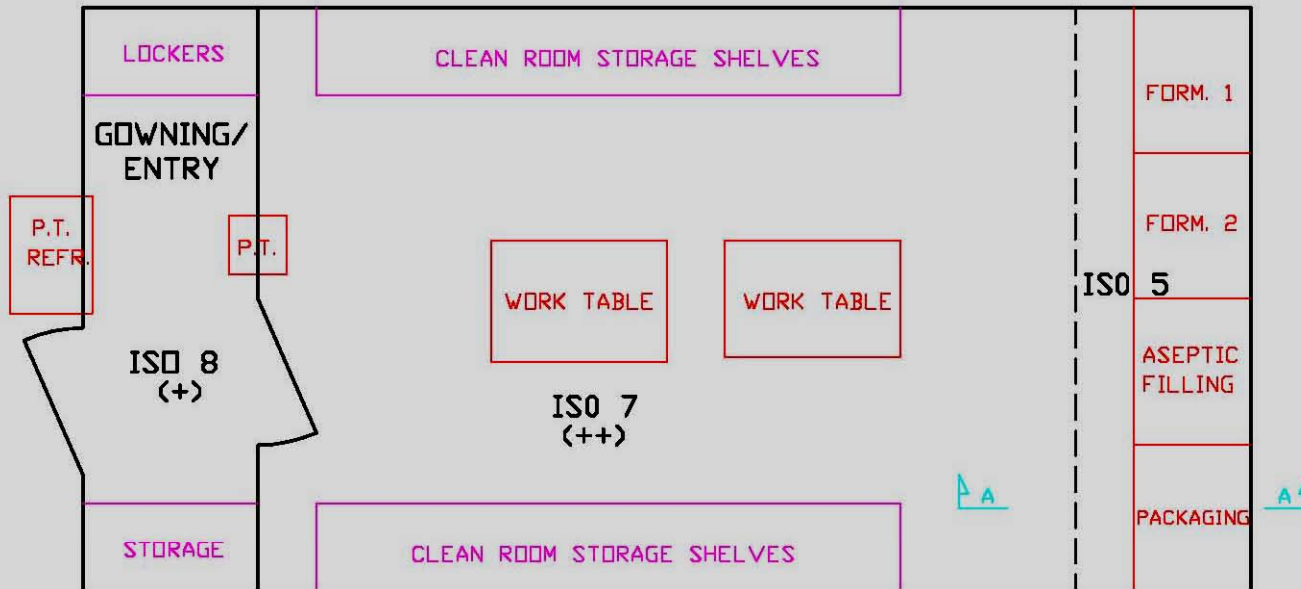 LOCKERS
CLEAN ROOM STORAGE SHELVES
FORM. 1
GOWNING/
ENTRY
P.T.
REFR.
P.T.
FORM. 2
WORK TABLE
WORK TABLE
ISO 5
ISO 8
(+)
ISO 7
(++)
ASEPTIC
FILLING
A
A
PACKAGING
STORAGE
CLEAN ROOM STORAGE SHELVES